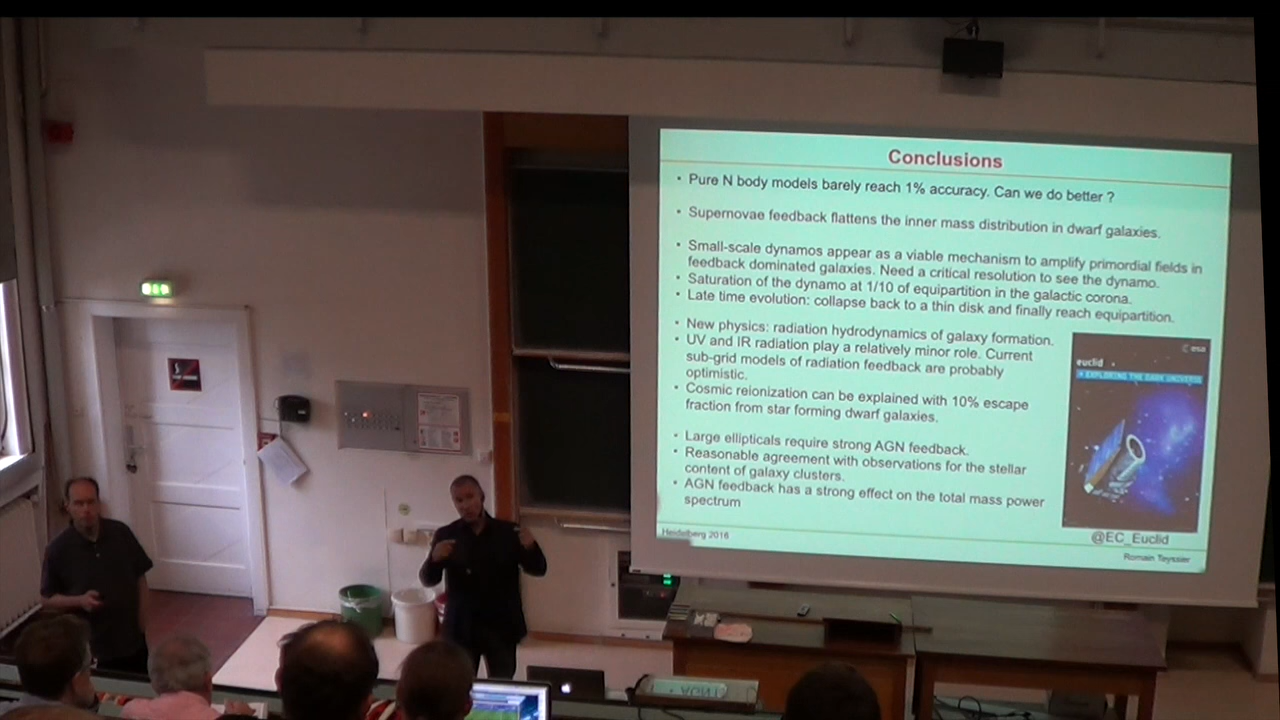 Conclusions
• Pure N body models barely reach 1% accuracy. Can we do better ?
• Supernovae feedback flattens the inner mass distribution in dwarf galaxies.
• Small-scale dynamos appear as a viable mechanism to amplify primordial fields in
feedback dominated galaxies. Need a critical resolution to see the dynamo.
• Saturation of the dynamo at 1/10 of equipartition in the galactic corona.
• Late time evolution: collapse back to a thin disk and finally reach equipartition.
• New physics: radiation hydrodynamics of galaxy formation.
• UV and IR radiation play a relatively minor role. Current
sub-grid models of radiation feedback are probably
optimistic.
• Cosmic reionization can be explained with 10% escape
fraction from star forming dwarf galaxies.
• Large ellipticals require strong AGN feedback.
• Reasonable agreement with observations for the stellar
content of galaxy clusters.
• AGN feedback has a strong effect on the total mass power
spectrum
esa
euclid
EXPLORING THE DARK UNIVERSE
@EC_Euclid
Heidelberg 2016
Romain Teyssier